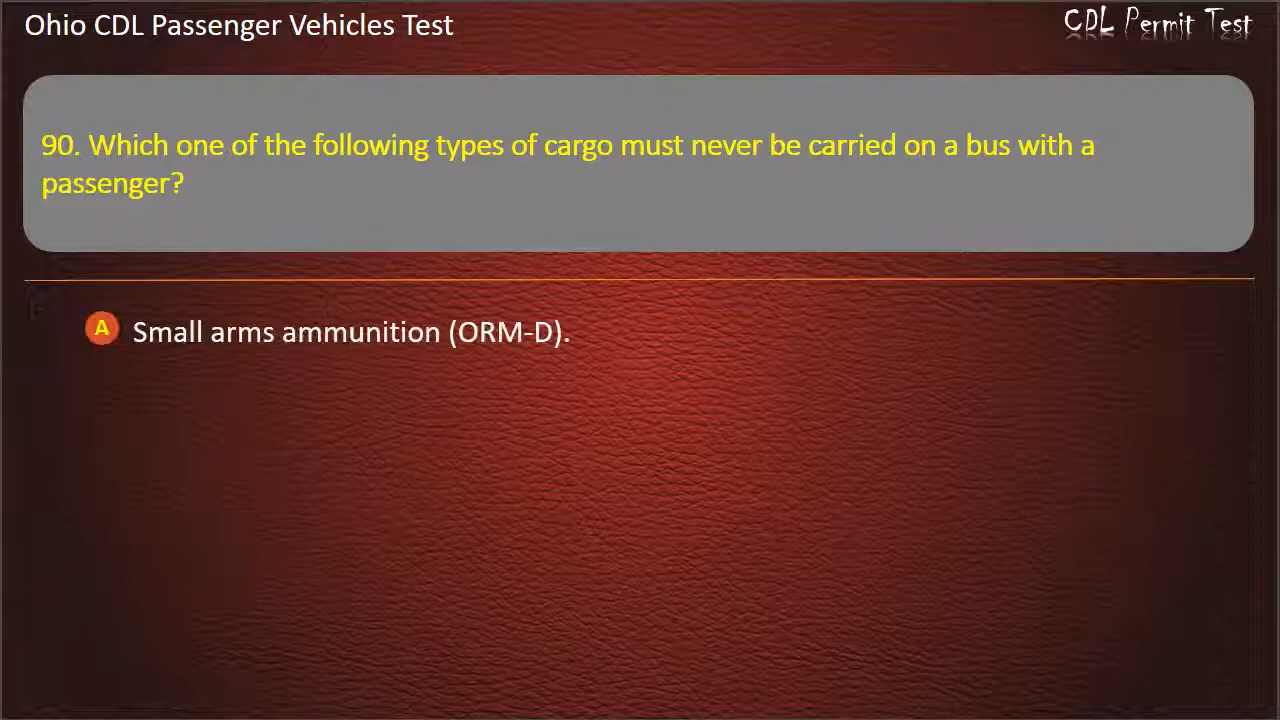 Ohio CDL Passenger Vehicles Test
CDL Permit Test
90. Which one of the following types of cargo must never be carried on a bus with a
passenger?
A Small arms ammunition (ORM-D).